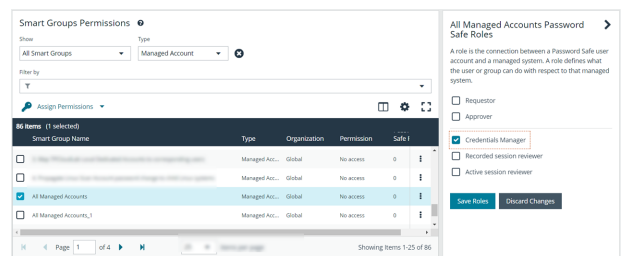 Smart Groups Permissions
Show
Type
All Smart Groups
Managed Account
Filter by
Assign Permissions
86 items (1 selected)
Smart Group Name Type Organization Permission Safe
Managed Acc... Global No access 0
Managed Acc... Global No access 0
All Managed Accounts Managed Acc... Global No access 0
All Managed Accounts_1 Managed Acc... Global No access 0
Page 1 of 4
Showing items 1-25 of 86
All Managed Accounts Password
Safe Roles
A role is the connection between a Password Safe user
account and a managed system. A role defines what
the user or group can do with respect to that managed
system.
Requestor
Approver
Credentials Manager
Recorded session reviewer
Active session reviewer
Save Roles
Discard Changes